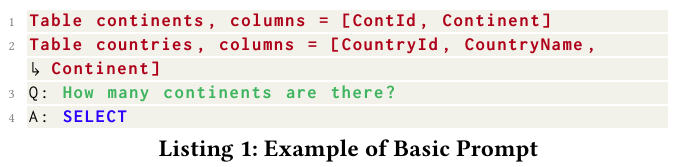 1 Table continents, columns = [ContId, Continent]
2 Table countries, columns = [CountryId, CountryName,
↳ Continent]
3 Q: How many continents are there?
4 A: SELECT
Listing 1: Example of Basic Prompt